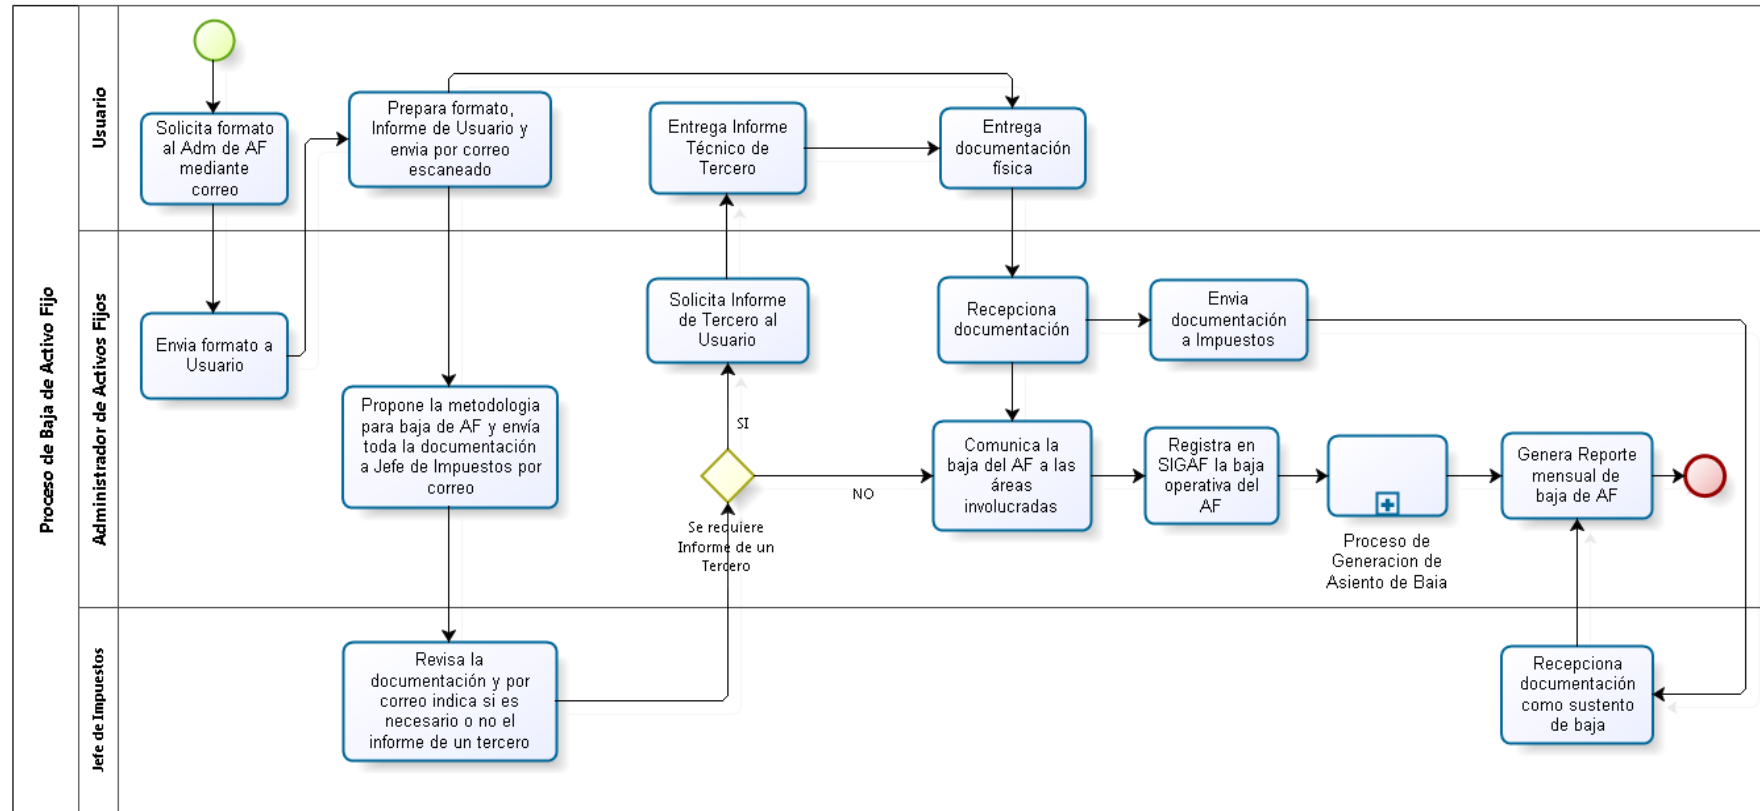 Proceso de Baja de Activo Fijo
Usuario
Solicita formato
al Adm de AF
mediante
correo
Prepara formato,
Informe de Usuario y
envia por correo
escaneado
Entrega Informe
Técnico de
Tercero
Entrega
documentación
física
Administrador de Activos Fijos
Envia formato a
Usuario
Propone la metodologia
para baja de AF y envía
toda la documentación
a Jefe de Impuestos por
correo
Solicita Informe
de Tercero al
Usuario
SI
NO
Se requiere
Informe de un
Tercero
Recepciona
documentación
Envia
documentación
a Impuestos
Comunica la
baja del AF a las
áreas
involucradas
Registra en
SIGAF la baja
operativa del
AF
Proceso de
Generacion de
Asiento de Baja
Genera Reporte
mensual de
baja de AF
Jefe de Impuestos
Revisa la
documentación y por
correo indica si es
necesario o no el
informe de un tercero
Recepciona
documentación
como sustento
de baja